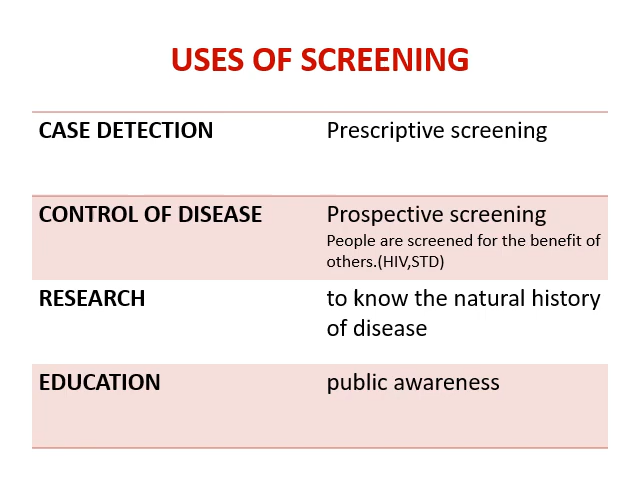 USES OF SCREENING
CASE DETECTION
Prescriptive screening
CONTROL OF DISEASE
Prospective screening
People are screened for the benefit of
others.(HIV,STD)
RESEARCH
to know the natural history
of disease
EDUCATION
public awareness